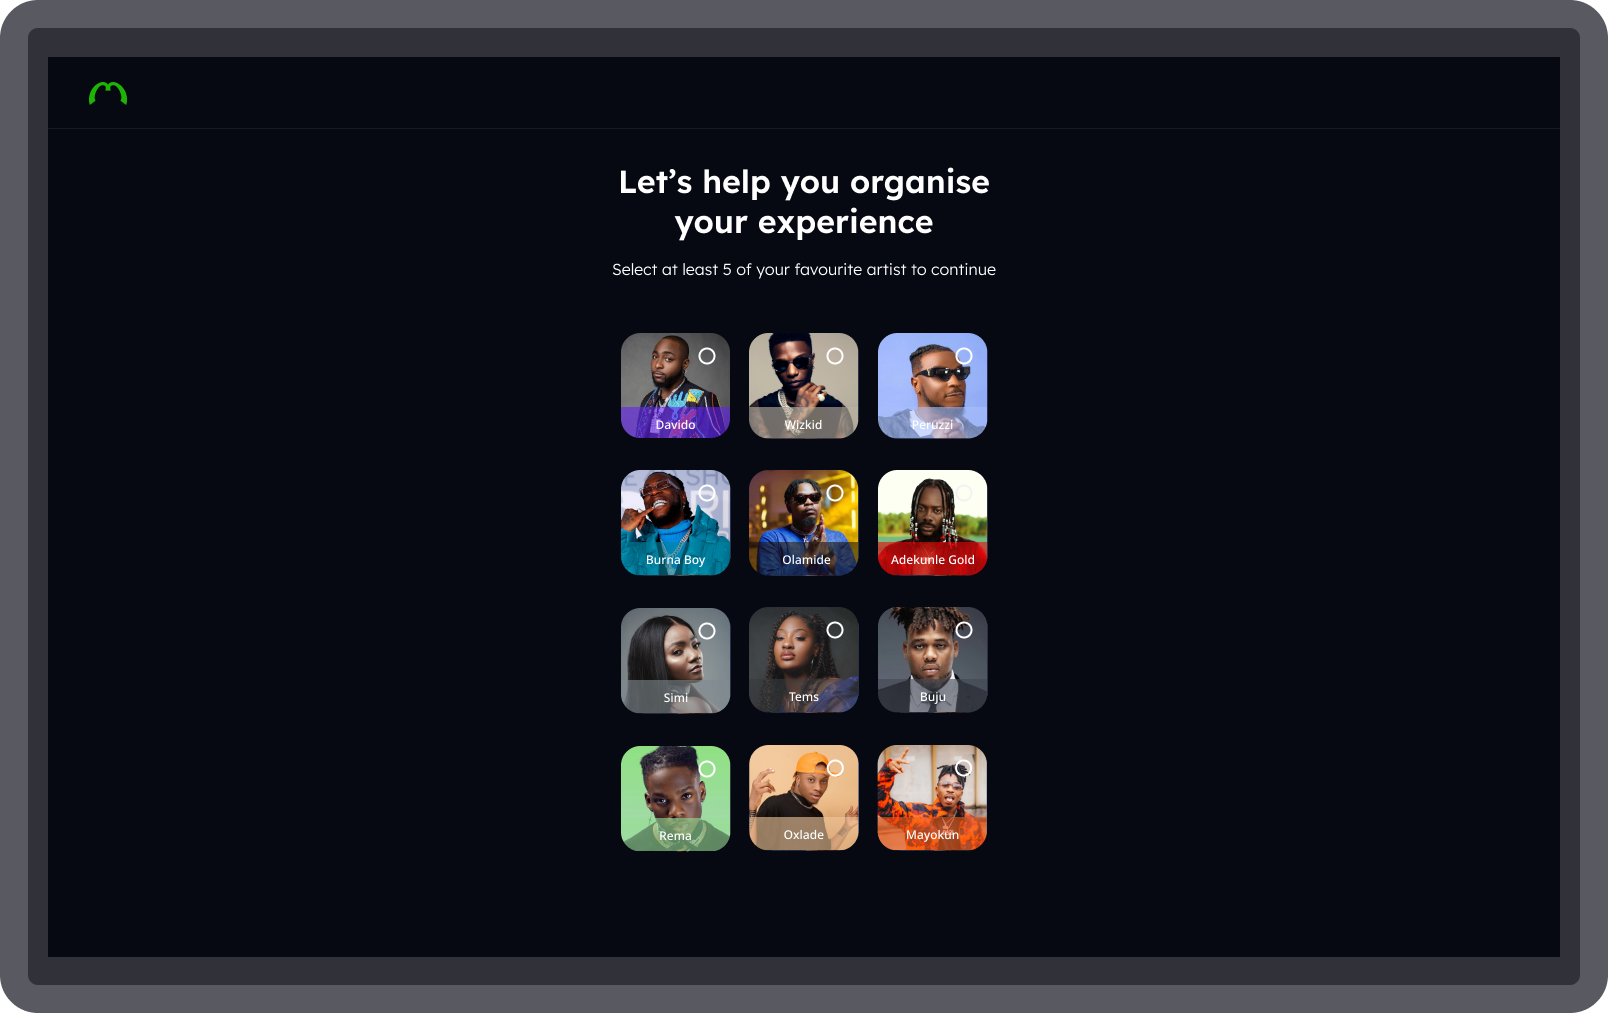 Let’s help you organise
your experience
Select at least 5 of your favourite artist to continue
Davido
Wizkid
Peruzzi
Burna Boy
Olamide
Adekunle Gold
Simi
Tems
Buju
Rema
Oxlade
Mayokun